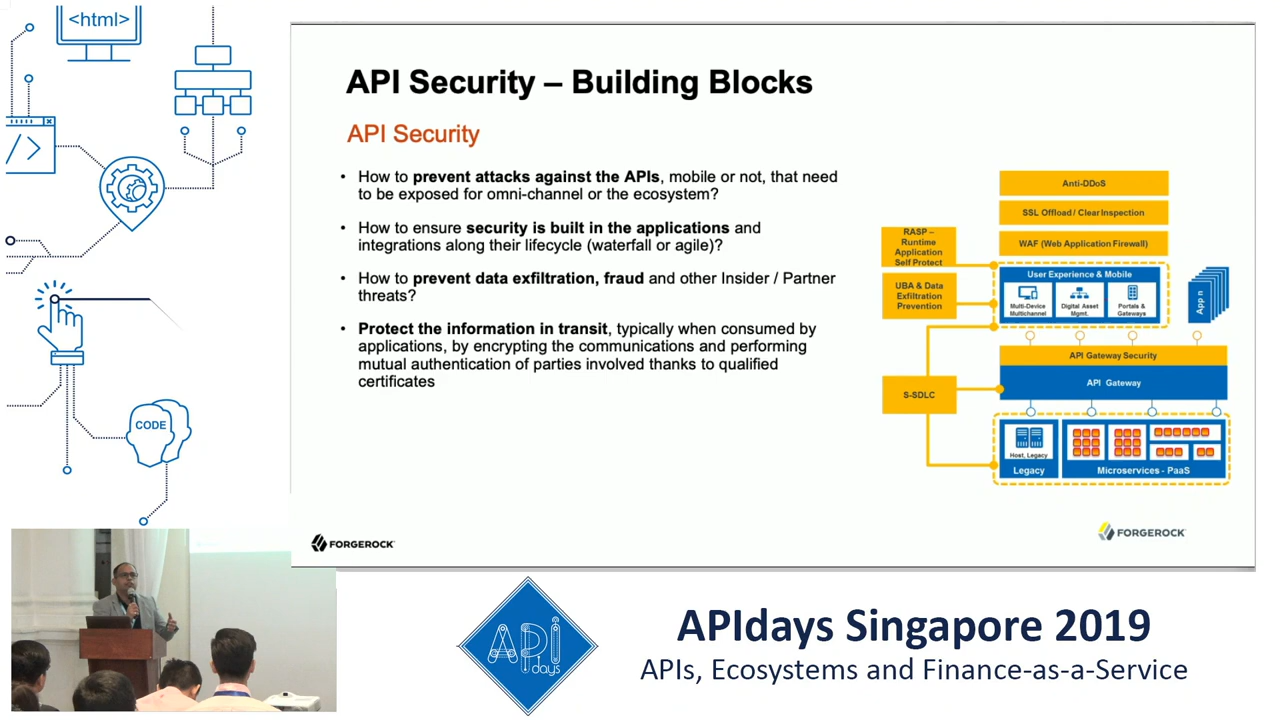 <html>
</>
CODE
API Security – Building Blocks
API Security
• How to prevent attacks against the APIs, mobile or not, that need
to be exposed for omni-channel or the ecosystem?
• How to ensure security is built in the applications and
integrations along their lifecycle (waterfall or agile)?
• How to prevent data exfiltration, fraud and other Insider / Partner
threats?
• Protect the information in transit, typically when consumed by
applications, by encrypting the communications and performing
mutual authentication of parties involved thanks to qualified
certificates
Anti-DDoS
SSL Offload / Clear Inspection
WAF (Web Application Firewall)
RASP –
Runtime
Application
Self Protect
UBA & Data
Exfiltration
Prevention
S-SDLC
User Experience & Mobile
Multi-Device
Multichannel
Digital Asset
Mgmt.
Portals &
Gateways
App n
API Gateway Security
API Gateway
Host, Legacy
Legacy
Microservices - PaaS
FORGEROCK
FORGEROCK
API
days
APIdays Singapore 2019
APIs, Ecosystems and Finance-as-a-Service